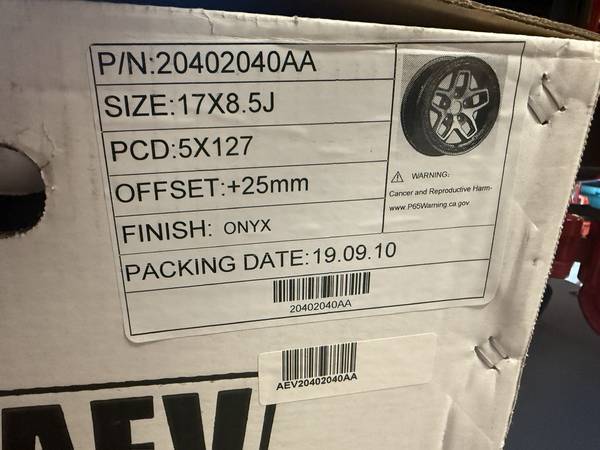 P/N:20402040AA
SIZE:17X8.5J
PCD:5X127
OFFSET:+25mm
FINISH: ONYX
PACKING DATE:19.09.10
⚠ WARNING:
Cancer and Reproductive Harm-
www.P65Warning.ca.gov
20402040AA
AEV20402040AA
AEV